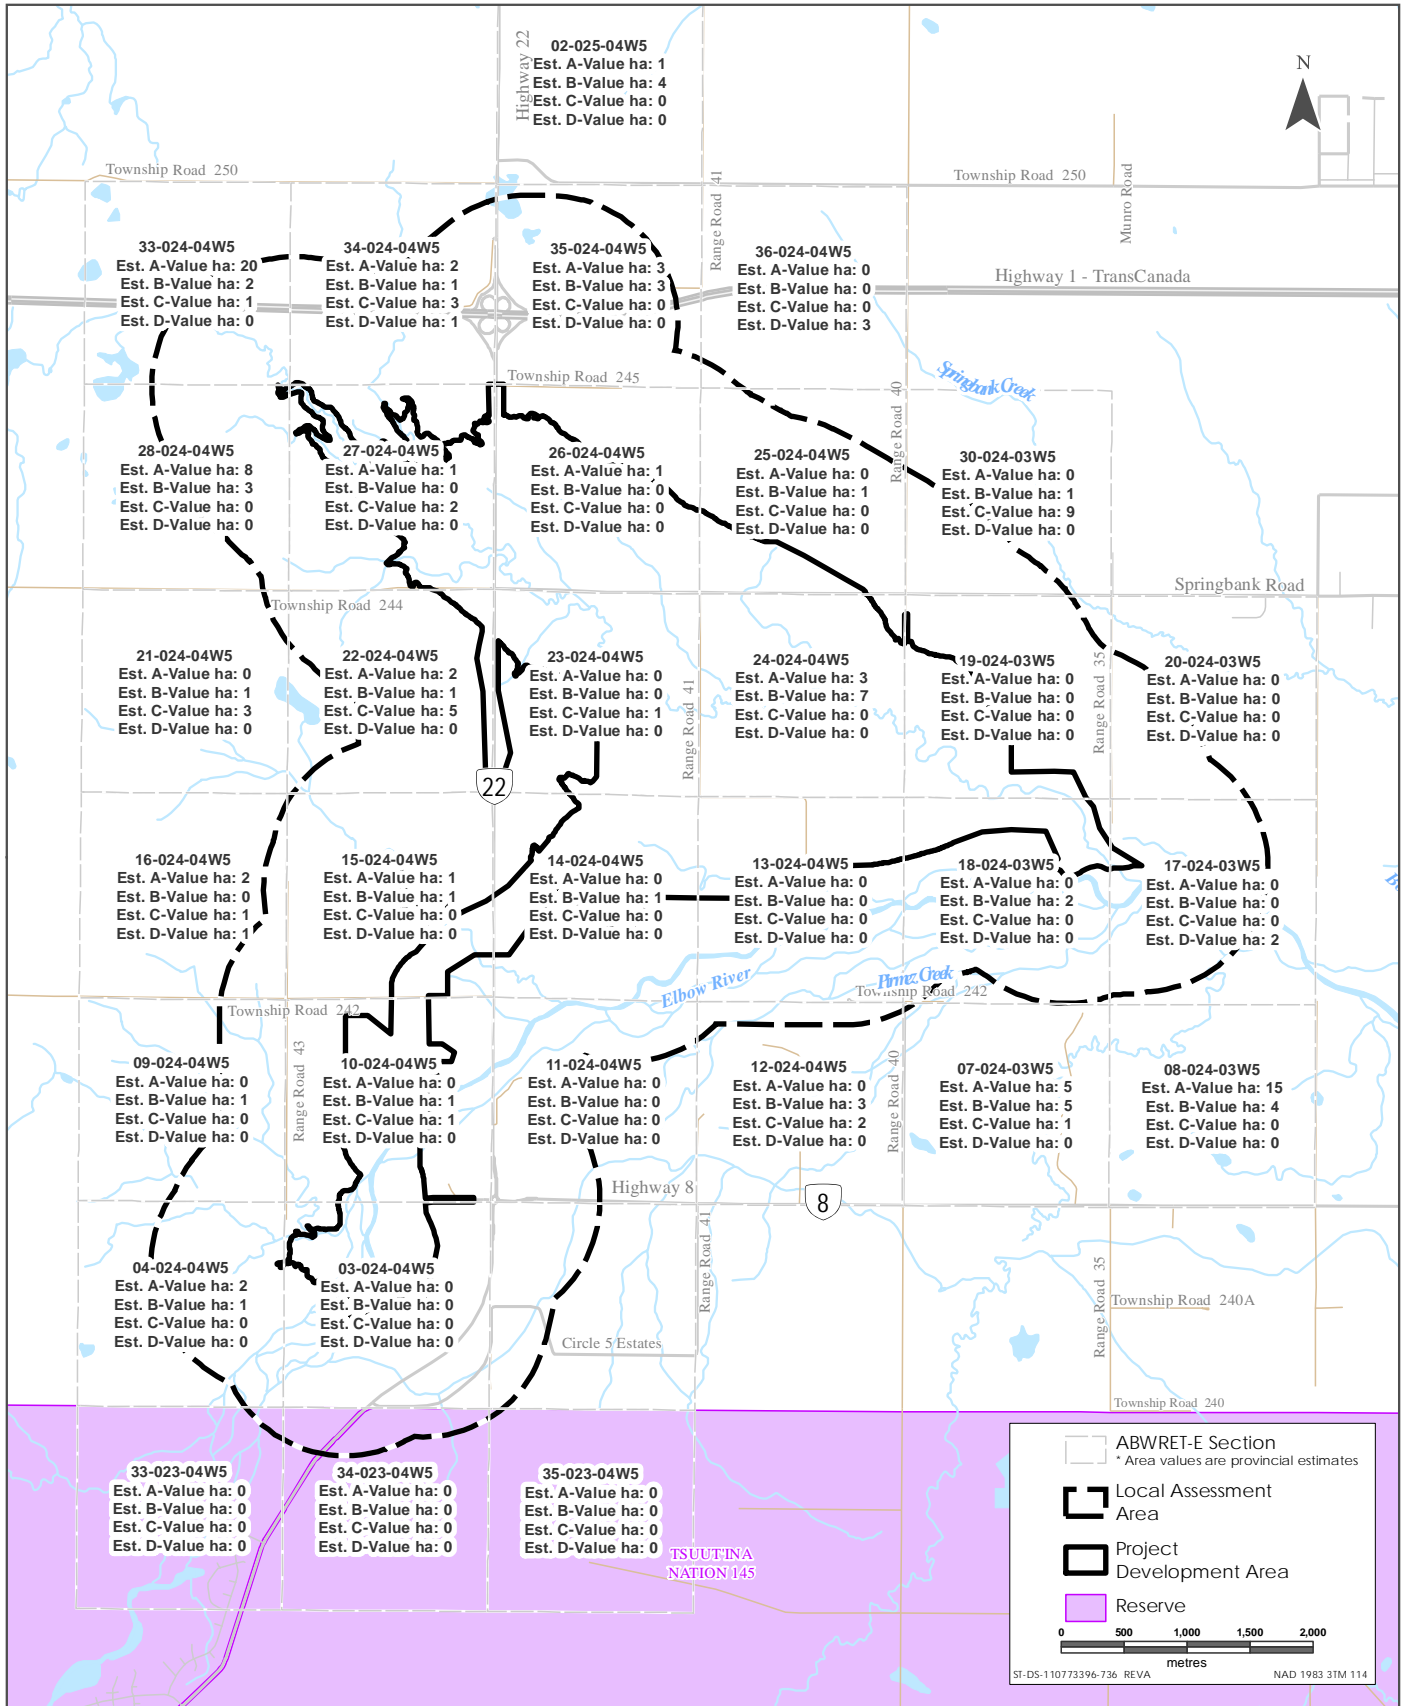 Highway 22
02-025-04W5
Est. A-Value ha: 1
Est. B-Value ha: 4
Est. C-Value ha: 0
Est. D-Value ha: 0
N
Township Road 250
Range Road 41
Township Road 250
Munro Road
33-024-04W5
Est. A-Value ha: 20
Est. B-Value ha: 2
Est. C-Value ha: 1
Est. D-Value ha: 0
34-024-04W5
Est. A-Value ha: 2
Est. B-Value ha: 1
Est. C-Value ha: 3
Est. D-Value ha: 1
35-024-04W5
Est. A-Value ha: 3
Est. B-Value ha: 3
Est. C-Value ha: 0
Est. D-Value ha: 0
36-024-04W5
Est. A-Value ha: 0
Est. B-Value ha: 0
Est. C-Value ha: 0
Est. D-Value ha: 3
Highway 1 - TransCanada
Township Road 245
Range Road 40
Springbank Creek
28-024-04W5
Est. A-Value ha: 8
Est. B-Value ha: 3
Est. C-Value ha: 0
Est. D-Value ha: 0
27-024-04W5
Est. A-Value ha: 1
Est. B-Value ha: 0
Est. C-Value ha: 2
Est. D-Value ha: 0
26-024-04W5
Est. A-Value ha: 1
Est. B-Value ha: 0
Est. C-Value ha: 0
Est. D-Value ha: 0
25-024-04W5
Est. A-Value ha: 0
Est. B-Value ha: 1
Est. C-Value ha: 0
Est. D-Value ha: 0
30-024-03W5
Est. A-Value ha: 0
Est. B-Value ha: 1
Est. C-Value ha: 9
Est. D-Value ha: 0
Township Road 244
Springbank Road
21-024-04W5
Est. A-Value ha: 0
Est. B-Value ha: 1
Est. C-Value ha: 3
Est. D-Value ha: 0
22-024-04W5
Est. A-Value ha: 2
Est. B-Value ha: 1
Est. C-Value ha: 5
Est. D-Value ha: 0
23-024-04W5
Est. A-Value ha: 0
Est. B-Value ha: 0
Est. C-Value ha: 1
Est. D-Value ha: 0
Range Road 41
24-024-04W5
Est. A-Value ha: 3
Est. B-Value ha: 7
Est. C-Value ha: 0
Est. D-Value ha: 0
19-024-03W5
Est. A-Value ha: 0
Est. B-Value ha: 0
Est. C-Value ha: 0
Est. D-Value ha: 0
Range Road 35
20-024-03W5
Est. A-Value ha: 0
Est. B-Value ha: 0
Est. C-Value ha: 0
Est. D-Value ha: 0
22
16-024-04W5
Est. A-Value ha: 2
Est. B-Value ha: 0
Est. C-Value ha: 1
Est. D-Value ha: 1
15-024-04W5
Est. A-Value ha: 1
Est. B-Value ha: 1
Est. C-Value ha: 0
Est. D-Value ha: 0
14-024-04W5
Est. A-Value ha: 0
Est. B-Value ha: 1
Est. C-Value ha: 0
Est. D-Value ha: 0
13-024-04W5
Est. A-Value ha: 0
Est. B-Value ha: 0
Est. C-Value ha: 0
Est. D-Value ha: 0
18-024-03W5
Est. A-Value ha: 0
Est. B-Value ha: 2
Est. C-Value ha: 0
Est. D-Value ha: 0
17-024-03W5
Est. A-Value ha: 0
Est. B-Value ha: 0
Est. C-Value ha: 0
Est. D-Value ha: 2
Elbow River
Pirmez Creek
Township Road 242
Township Road 242
Range Road 43
09-024-04W5
Est. A-Value ha: 0
Est. B-Value ha: 1
Est. C-Value ha: 0
Est. D-Value ha: 0
10-024-04W5
Est. A-Value ha: 0
Est. B-Value ha: 1
Est. C-Value ha: 1
Est. D-Value ha: 0
11-024-04W5
Est. A-Value ha: 0
Est. B-Value ha: 0
Est. C-Value ha: 0
Est. D-Value ha: 0
12-024-04W5
Est. A-Value ha: 0
Est. B-Value ha: 3
Est. C-Value ha: 2
Est. D-Value ha: 0
Range Road 40
07-024-03W5
Est. A-Value ha: 5
Est. B-Value ha: 5
Est. C-Value ha: 1
Est. D-Value ha: 0
08-024-03W5
Est. A-Value ha: 15
Est. B-Value ha: 4
Est. C-Value ha: 0
Est. D-Value ha: 0
Highway 8
8
Range Road 41
Range Road 35
04-024-04W5
Est. A-Value ha: 2
Est. B-Value ha: 1
Est. C-Value ha: 0
Est. D-Value ha: 0
03-024-04W5
Est. A-Value ha: 0
Est. B-Value ha: 0
Est. C-Value ha: 0
Est. D-Value ha: 0
Township Road 240A
Circle 5 Estates
Township Road 240
33-023-04W5
Est. A-Value ha: 0
Est. B-Value ha: 0
Est. C-Value ha: 0
Est. D-Value ha: 0
34-023-04W5
Est. A-Value ha: 0
Est. B-Value ha: 0
Est. C-Value ha: 0
Est. D-Value ha: 0
35-023-04W5
Est. A-Value ha: 0
Est. B-Value ha: 0
Est. C-Value ha: 0
Est. D-Value ha: 0
TSUUT'INA
NATION 145
ABWRET-E Section
* Area values are provincial estimates
Local Assessment
Area
Project
Development Area
Reserve
0 500 1,000 1,500 2,000
metres
ST-DS-110773396-736 REVA
NAD 1983 3TM 114